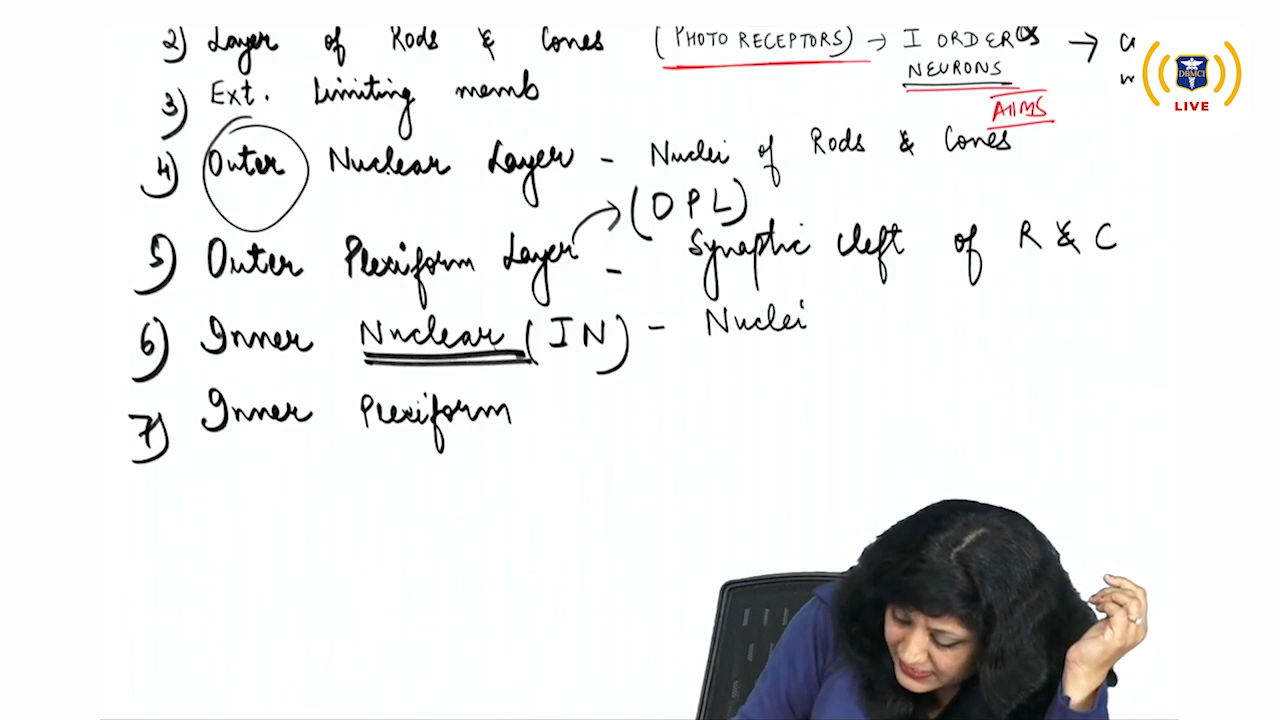 2) Layer of Rods & Cones (PHOTO RECEPTORS) → I ORDER →
NEURONS
3) Ext. Limiting memb
AIIMS
4) Outer Nuclear Layer - Nuclei of Rods & Cones
(OPL)
5) Outer Plexiform Layer - Synaptic cleft of R & C
6) Inner Nuclear (IN) - Nuclei
7) Inner Plexiform
DBMCI
LIVE